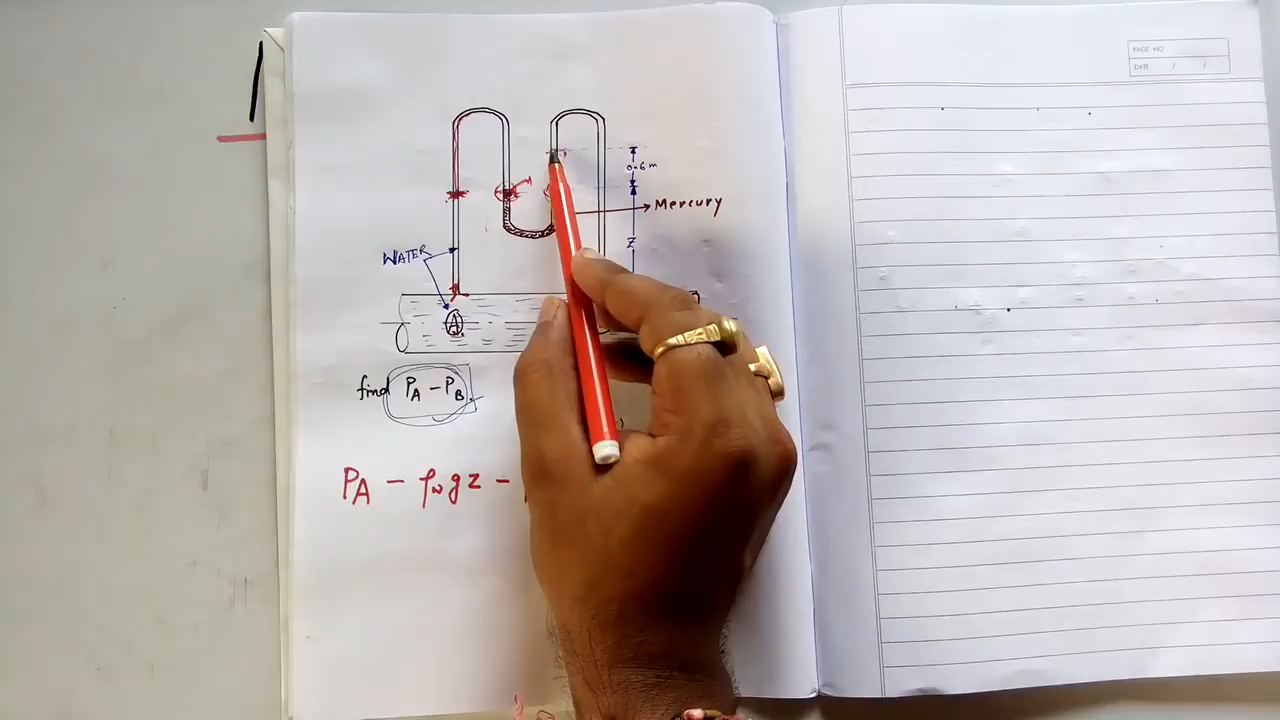 PAGE NO
DATE / /
0.6m
Mercury
Z
WATER
A
find PA - PB
PA - ρwgz -